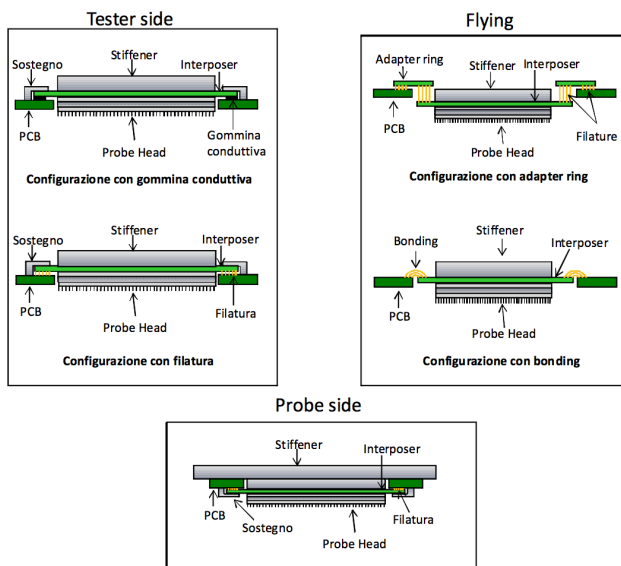 Tester side
Stiffener
Sostegno
Interposer
PCB
Gommina
conduttiva
Probe Head
Configurazione con gommina conduttiva
Stiffener
Sostegno
Interposer
PCB
Filatura
Probe Head
Configurazione con filatura
Flying
Adapter ring
Interposer
Stiffener
PCB
Filature
Probe Head
Configurazione con adapter ring
Stiffener
Bonding
Interposer
PCB
Probe Head
Configurazione con bonding
Probe side
Stiffener
Interposer
PCB
Sostegno
Filatura
Probe Head